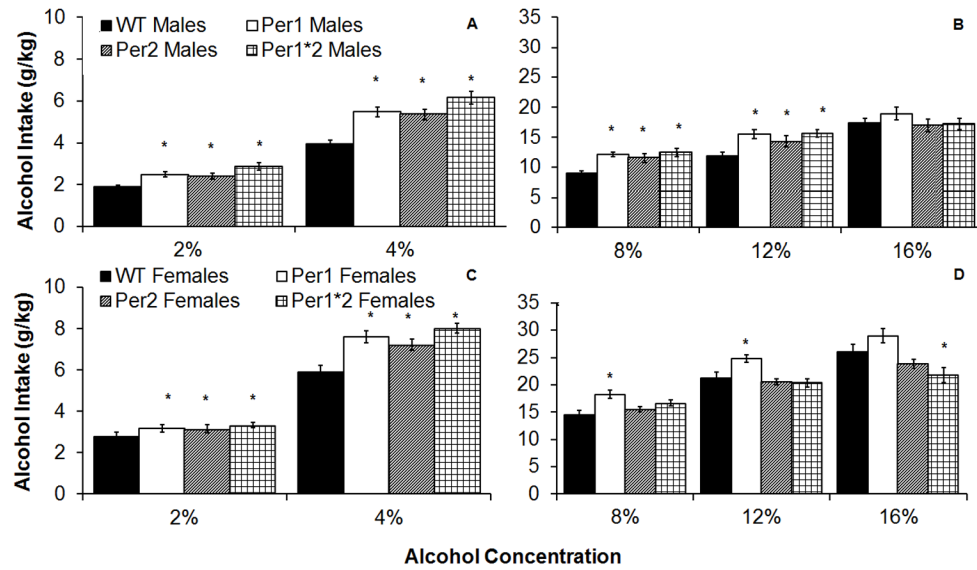 WT Males
Per1 Males
Per2 Males
Per1*2 Males
A
Alcohol Intake (g/kg)
10
8
6
4
2
0
* * *
* * *
2%
4%
B
35
30
25
20
15
10
5
0
* * *
* * *
8%
12%
16%
WT Females
Per1 Females
Per2 Females
Per1*2 Females
C
Alcohol Intake (g/kg)
10
8
6
4
2
0
* * *
* * *
2%
4%
D
35
30
25
20
15
10
5
0
*
*
*
8%
12%
16%
Alcohol Concentration